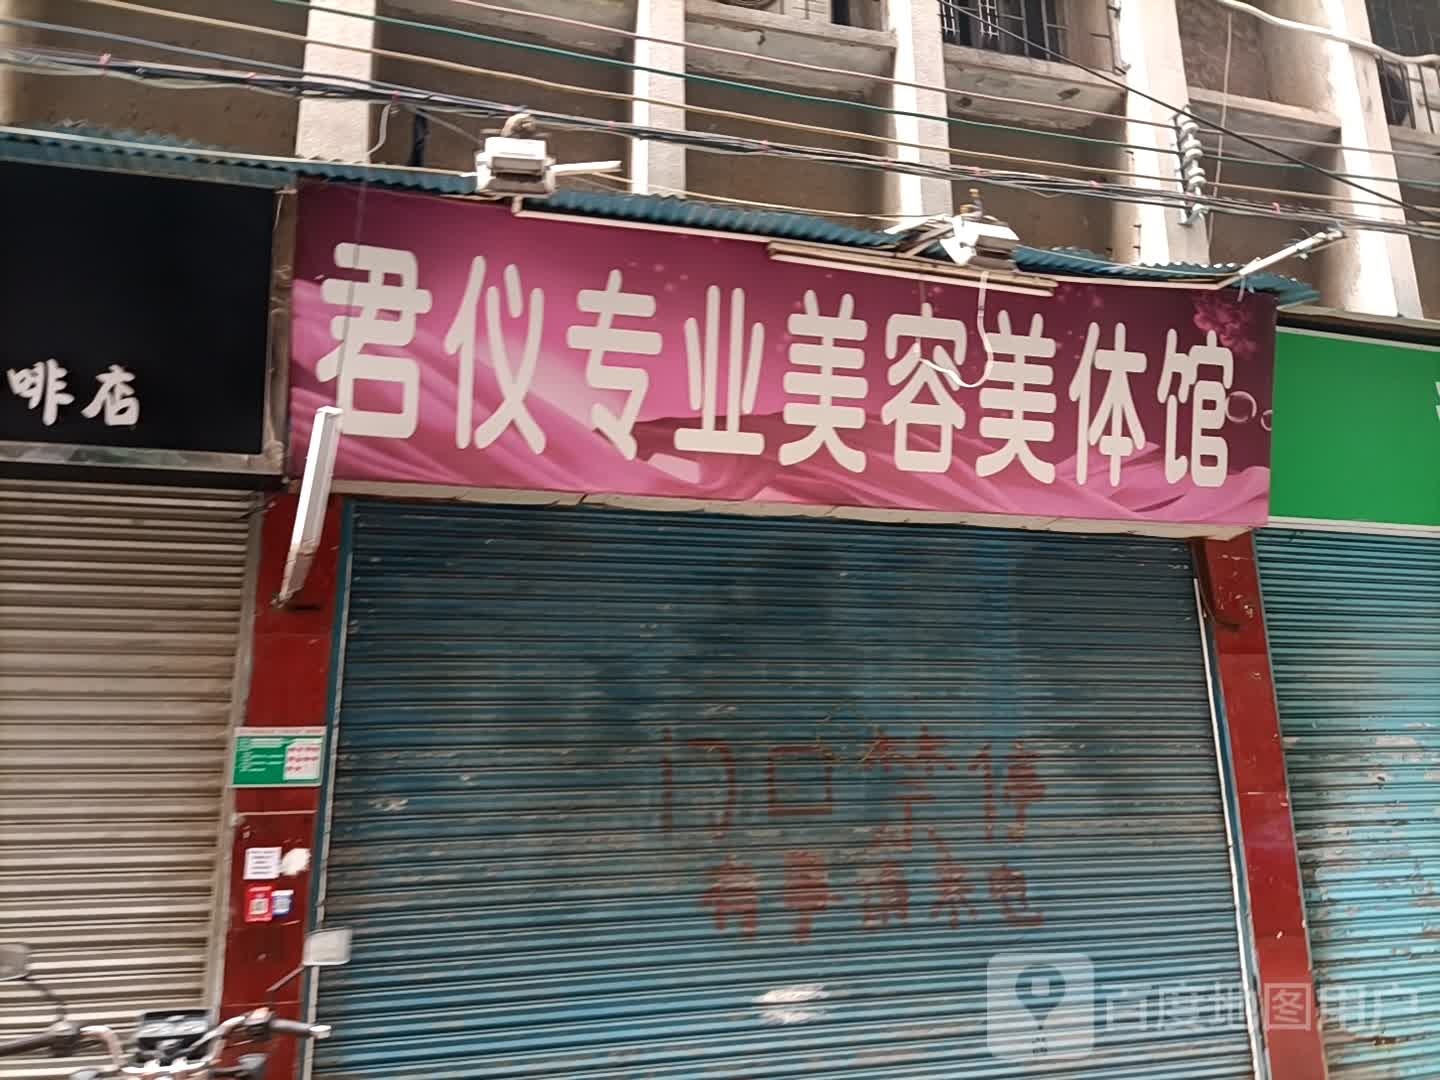 君仪专业美容美体馆
啡店
门口禁停
有事请来电
百度地图用户